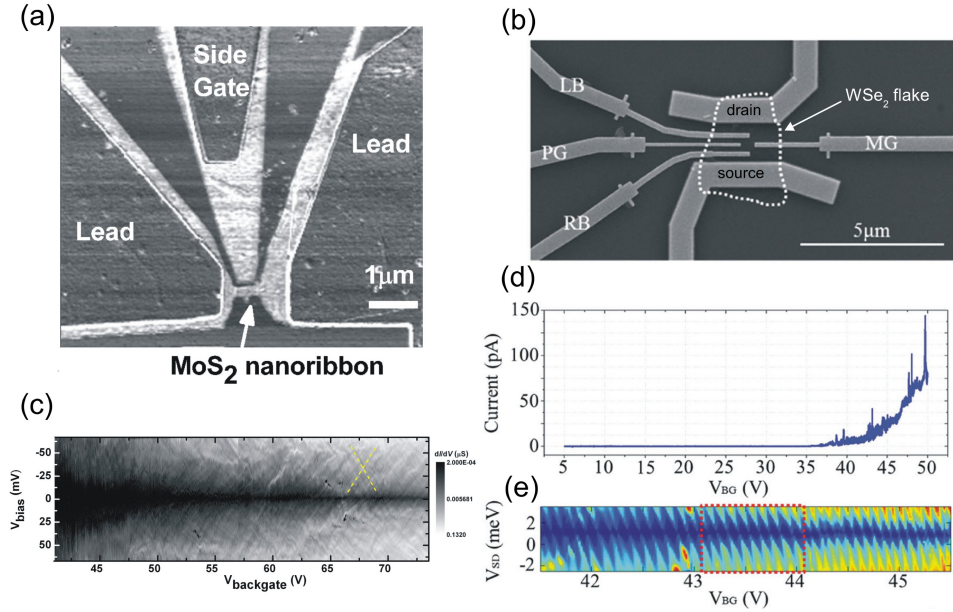 (a)
Side
Gate
Lead
Lead
1μm
MoS2 nanoribbon
(b)
LB
drain
WSe2 flake
PG
MG
source
RB
5μm
(c)
Vbias (mV)
-50
-25
0
25
50
45
50
55
60
65
70
Vbackgate (V)
dI/dV (μS)
2.000E-04
0.005681
0.1320
(d)
Current (pA)
150
100
50
0
5
10
15
20
25
30
35
40
45
50
VBG (V)
(e)
VSD (meV)
2
0
-2
42
43
44
45
VBG (V)